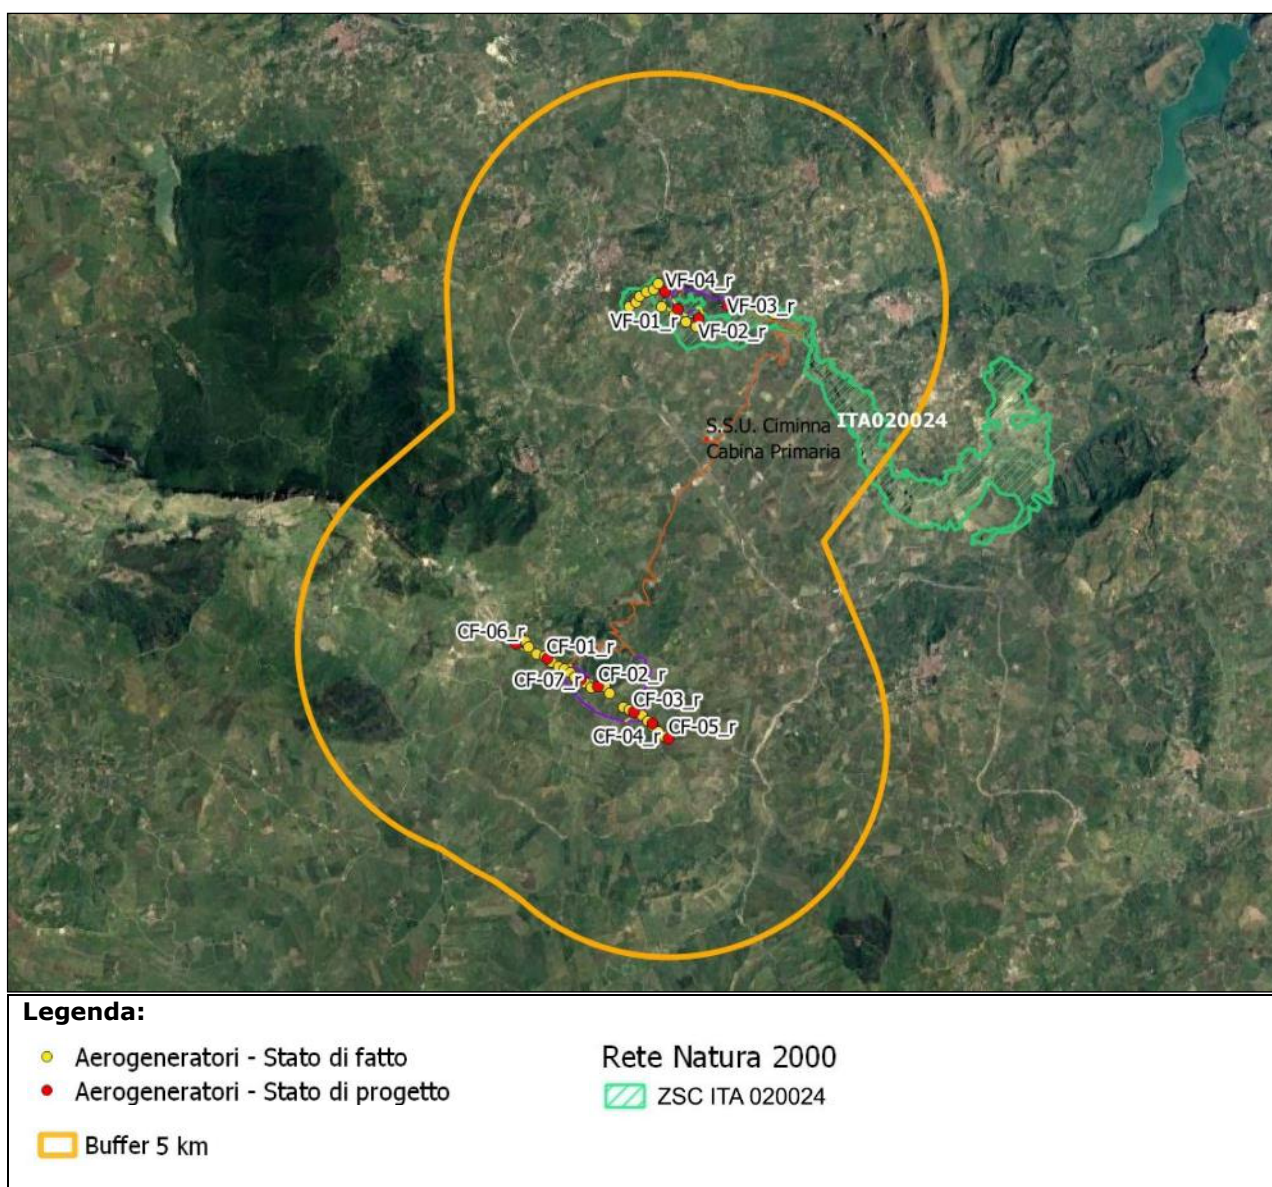 VF-04_r
VF-03_r
VF-01_r
VF-02_r
S.S.U. Ciminna
Cabina Primaria
ITA020024
CF-06_r
CF-01_r
CF-07_r
CF-02_r
CF-03_r
CF-04_r
CF-05_r
Legenda:
Aerogeneratori - Stato di fatto
Aerogeneratori - Stato di progetto
Buffer 5 km
Rete Natura 2000
ZSC ITA 020024